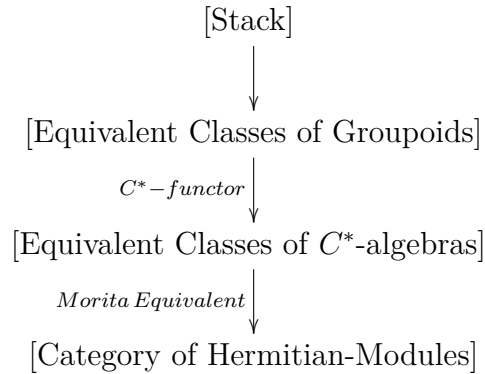 [Stack]
[Equivalent Classes of Groupoids]
C*−functor
[Equivalent Classes of C*-algebras]
Morita Equivalent
[Category of Hermitian-Modules]